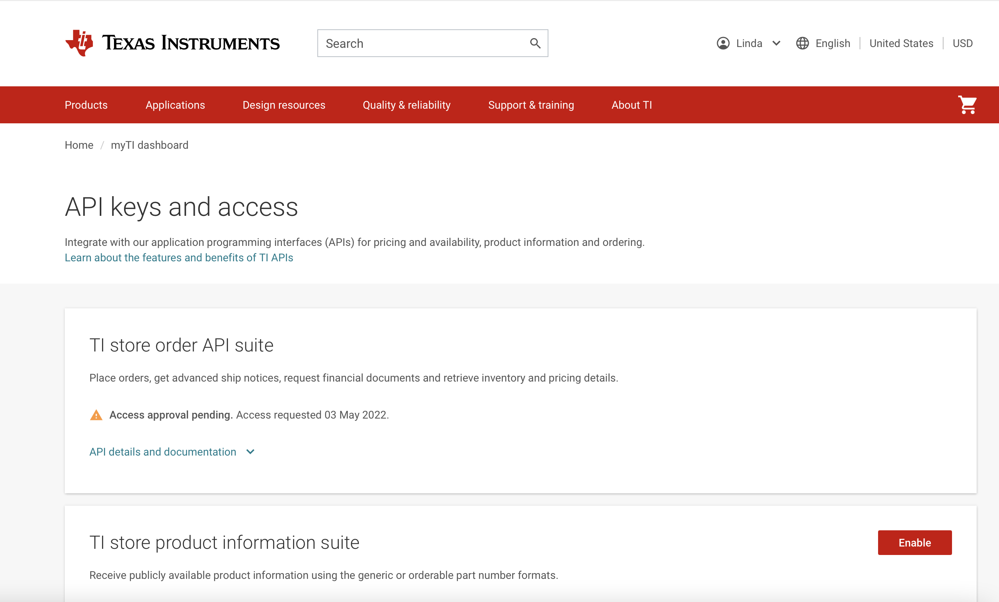 TEXAS INSTRUMENTS
Search
Linda
English
United States
USD
Products
Applications
Design resources
Quality & reliability
Support & training
About TI
Home / myTI dashboard
API keys and access
Integrate with our application programming interfaces (APIs) for pricing and availability, product information and ordering.
Learn about the features and benefits of TI APIs
TI store order API suite
Place orders, get advanced ship notices, request financial documents and retrieve inventory and pricing details.
Access approval pending. Access requested 03 May 2022.
API details and documentation
TI store product information suite
Enable
Receive publicly available product information using the generic or orderable part number formats.